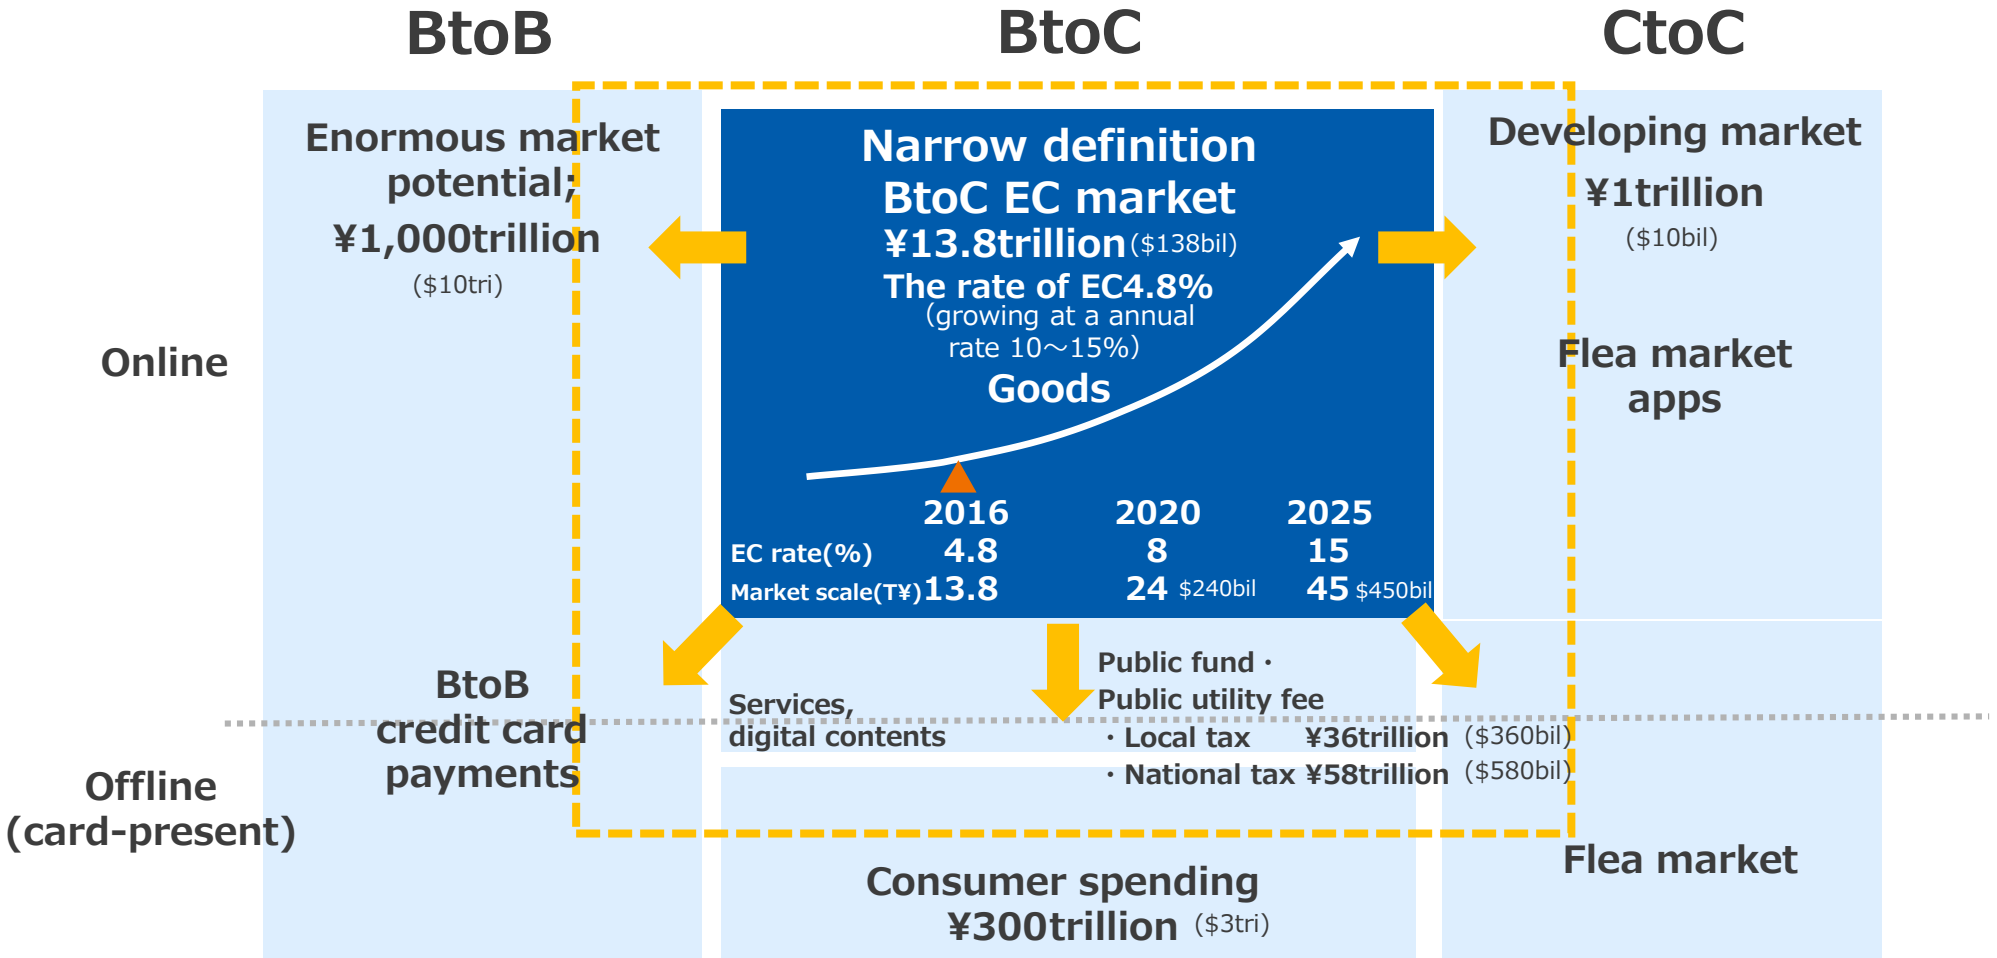 BtoB
BtoC
CtoC
Enormous market
potential;
¥1,000trillion
($10tri)
Narrow definition
BtoC EC market
¥13.8trillion($138bil)
The rate of EC4.8%
(growing at a annual
rate 10～15%)
Goods
2016 2020 2025
EC rate(%) 4.8 8 15
Market scale(T¥) 13.8 24 $240bil 45 $450bil
Developing market
¥1trillion
($10bil)
Flea market
apps
Online
BtoB
credit card
payments
Services,
digital contents
Public fund・
Public utility fee
・Local tax ¥36trillion ($360bil)
・National tax ¥58trillion ($580bil)
Offline
(card-present)
Consumer spending
¥300trillion ($3tri)
Flea market